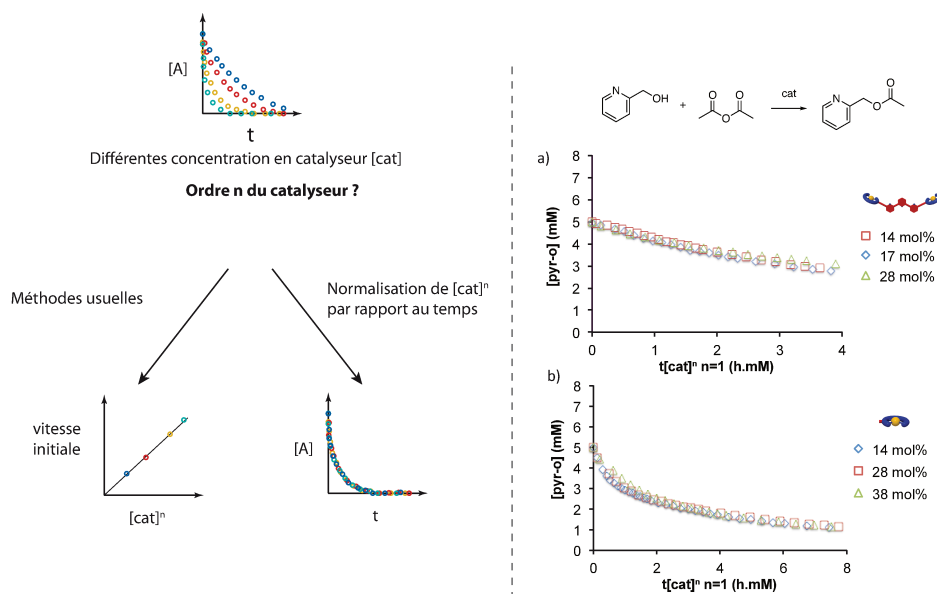 [A]
t
Différentes concentration en catalyseur [cat]
Ordre n du catalyseur ?
Méthodes usuelles
Normalisation de [cat]ⁿ
par rapport au temps
vitesse
initiale
[cat]ⁿ
[A]
t
N
OH
+
O
O
O
cat
N
O
O
a)
[pyr-o] (mM)
9
8
7
6
5
4
3
2
1
0
0
1
2
3
4
t[cat]ⁿ n=1 (h.mM)
14 mol%
17 mol%
28 mol%
b)
[pyr-o] (mM)
8
7
6
5
4
3
2
1
0
0
2
4
6
8
t[cat]ⁿ n=1 (h.mM)
14 mol%
28 mol%
38 mol%